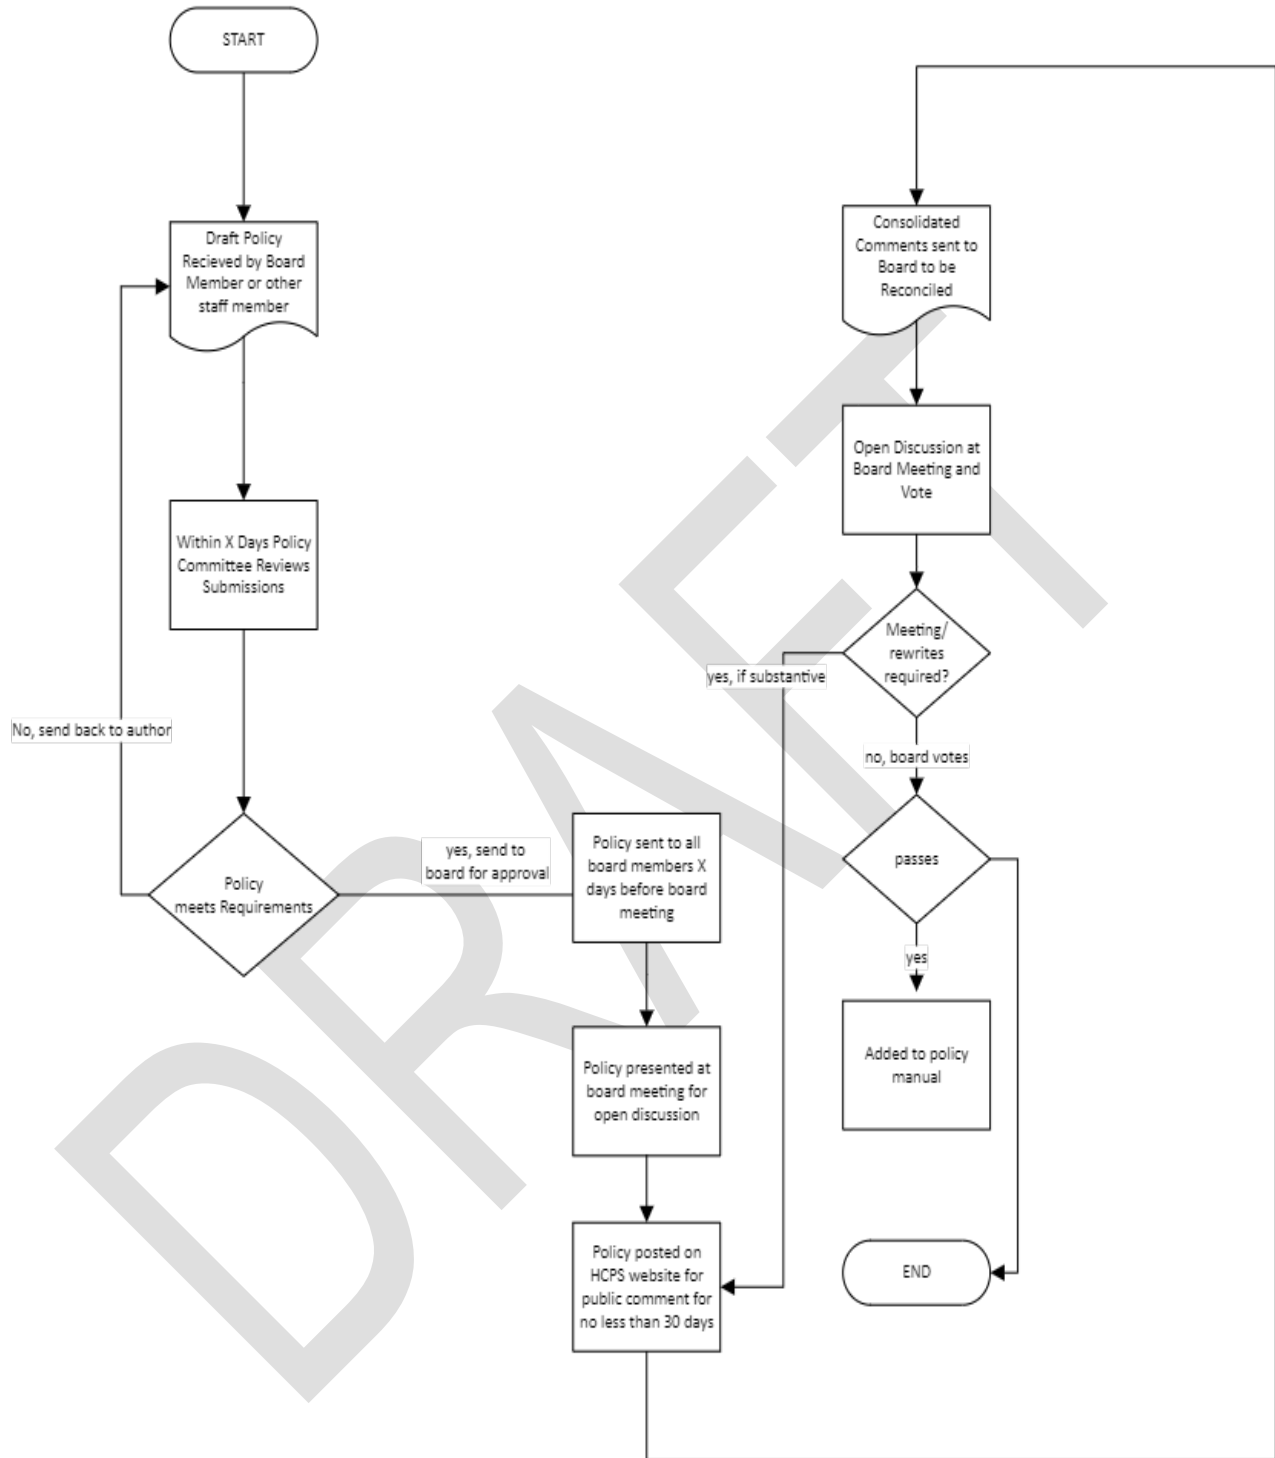 START
Draft Policy
Recieved by Board
Member or other
staff member
Within X Days Policy
Committee Reviews
Submissions
No, send back to author
Policy
meets Requirements
yes, send to
board for approval
Policy sent to all
board members X
days before board
meeting
Policy presented at
board meeting for
open discussion
Policy posted on
HCPS website for
public comment for
no less than 30 days
Consolidated
Comments sent to
Board to be
Reconciled
Open Discussion at
Board Meeting and
Vote
Meeting/
rewrites
required?
yes, if substantive
no, board votes
passes
yes
Added to policy
manual
END
DRAFT